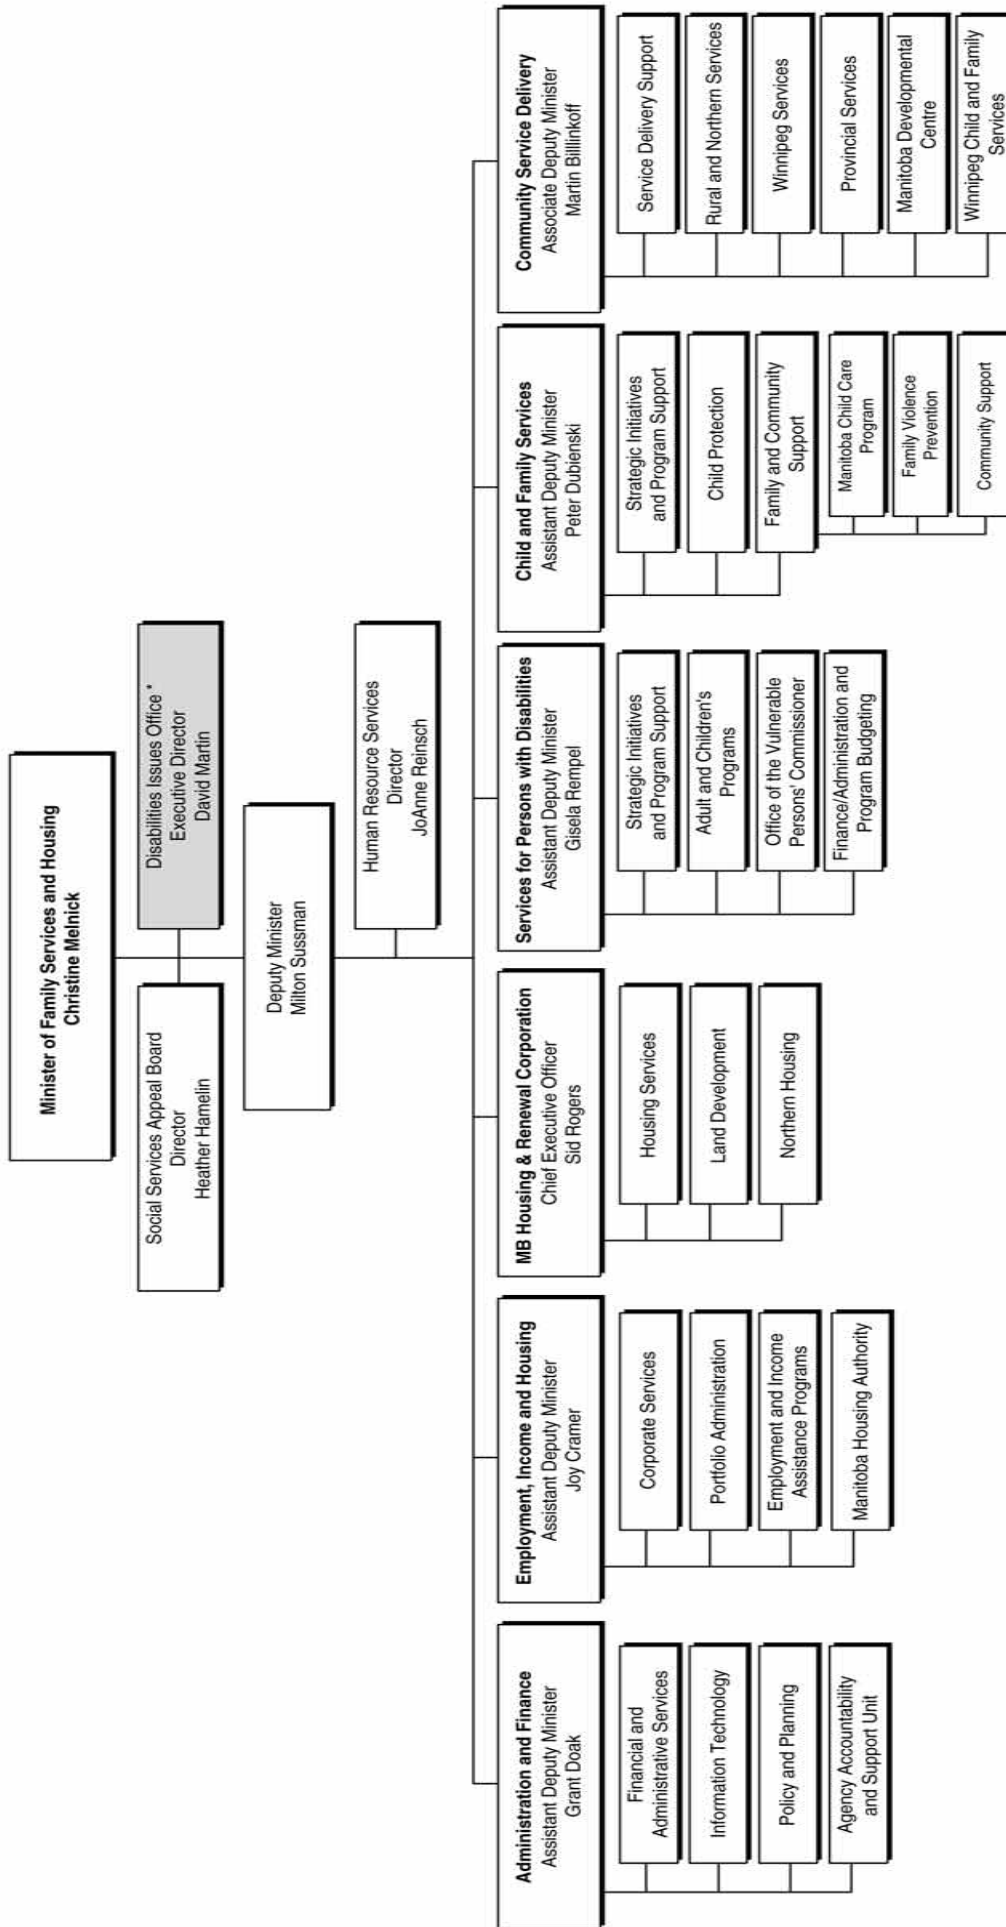 Minister of Family Services and Housing
Christine Melnick
Social Services Appeal Board
Director
Heather Hamelin
Disabilities Issues Office *
Executive Director
David Martin
Deputy Minister
Milton Sussman
Human Resource Services
Director
JoAnne Reinsch
Administration and Finance
Assistant Deputy Minister
Grant Doak
Financial and
Administrative Services
Information Technology
Policy and Planning
Agency Accountability
and Support Unit
Employment, Income and Housing
Assistant Deputy Minister
Joy Cramer
Corporate Services
Portfolio Administration
Employment and Income
Assistance Programs
Manitoba Housing Authority
MB Housing & Renewal Corporation
Chief Executive Officer
Sid Rogers
Housing Services
Land Development
Northern Housing
Services for Persons with Disabilities
Assistant Deputy Minister
Gisela Rempel
Strategic Initiatives
and Program Support
Adult and Children's
Programs
Office of the Vulnerable
Persons' Commissioner
Finance/Administration and
Program Budgeting
Child and Family Services
Assistant Deputy Minister
Peter Dubienski
Strategic Initiatives
and Program Support
Child Protection
Family and Community
Support
Manitoba Child Care
Program
Family Violence
Prevention
Community Support
Community Service Delivery
Associate Deputy Minister
Martin Billinkoff
Service Delivery Support
Rural and Northern Services
Winnipeg Services
Provincial Services
Manitoba Developmental
Centre
Winnipeg Child and Family
Services